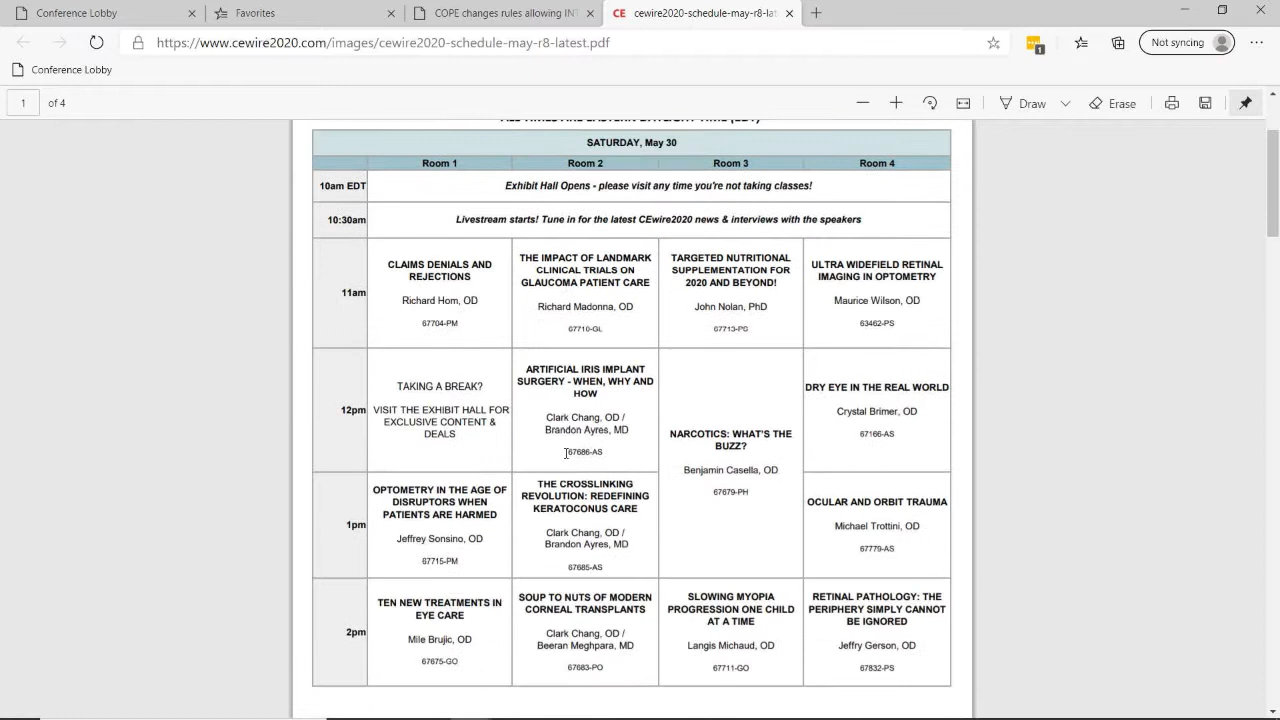 Conference Lobby
Favorites
COPE changes rules allowing INT
CE cewire2020-schedule-may-r8-lat
https://www.cewire2020.com/images/cewire2020-schedule-may-r8-latest.pdf
1
Not syncing
Conference Lobby
1 of 4
Draw
Erase
ALL TIMES ARE EASTERN DAYLIGHT TIME (EDT)
SATURDAY, May 30
Room 1 Room 2 Room 3 Room 4
10am EDT
Exhibit Hall Opens - please visit any time you're not taking classes!
10:30am
Livestream starts! Tune in for the latest CEwire2020 news & interviews with the speakers
11am
CLAIMS DENIALS AND
REJECTIONS
Richard Hom, OD
67704-PM
THE IMPACT OF LANDMARK
CLINICAL TRIALS ON
GLAUCOMA PATIENT CARE
Richard Madonna, OD
67710-GL
TARGETED NUTRITIONAL
SUPPLEMENTATION FOR
2020 AND BEYOND!
John Nolan, PhD
67713-PS
ULTRA WIDEFIELD RETINAL
IMAGING IN OPTOMETRY
Maurice Wilson, OD
63462-PS
12pm
TAKING A BREAK?
VISIT THE EXHIBIT HALL FOR
EXCLUSIVE CONTENT &
DEALS
ARTIFICIAL IRIS IMPLANT
SURGERY - WHEN, WHY AND
HOW
Clark Chang, OD /
Brandon Ayres, MD
67686-AS
NARCOTICS: WHAT'S THE
BUZZ?
Benjamin Casella, OD
67679-PH
DRY EYE IN THE REAL WORLD
Crystal Brimer, OD
67166-AS
1pm
OPTOMETRY IN THE AGE OF
DISRUPTORS WHEN
PATIENTS ARE HARMED
Jeffrey Sonsino, OD
67715-PM
THE CROSSLINKING
REVOLUTION: REDEFINING
KERATOCONUS CARE
Clark Chang, OD /
Brandon Ayres, MD
67685-AS
OCULAR AND ORBIT TRAUMA
Michael Trottini, OD
67779-AS
2pm
TEN NEW TREATMENTS IN
EYE CARE
Mile Brujic, OD
67675-GO
SOUP TO NUTS OF MODERN
CORNEAL TRANSPLANTS
Clark Chang, OD /
Beeran Meghpara, MD
67683-PO
SLOWING MYOPIA
PROGRESSION ONE CHILD
AT A TIME
Langis Michaud, OD
67711-GO
RETINAL PATHOLOGY: THE
PERIPHERY SIMPLY CANNOT
BE IGNORED
Jeffry Gerson, OD
67832-PS